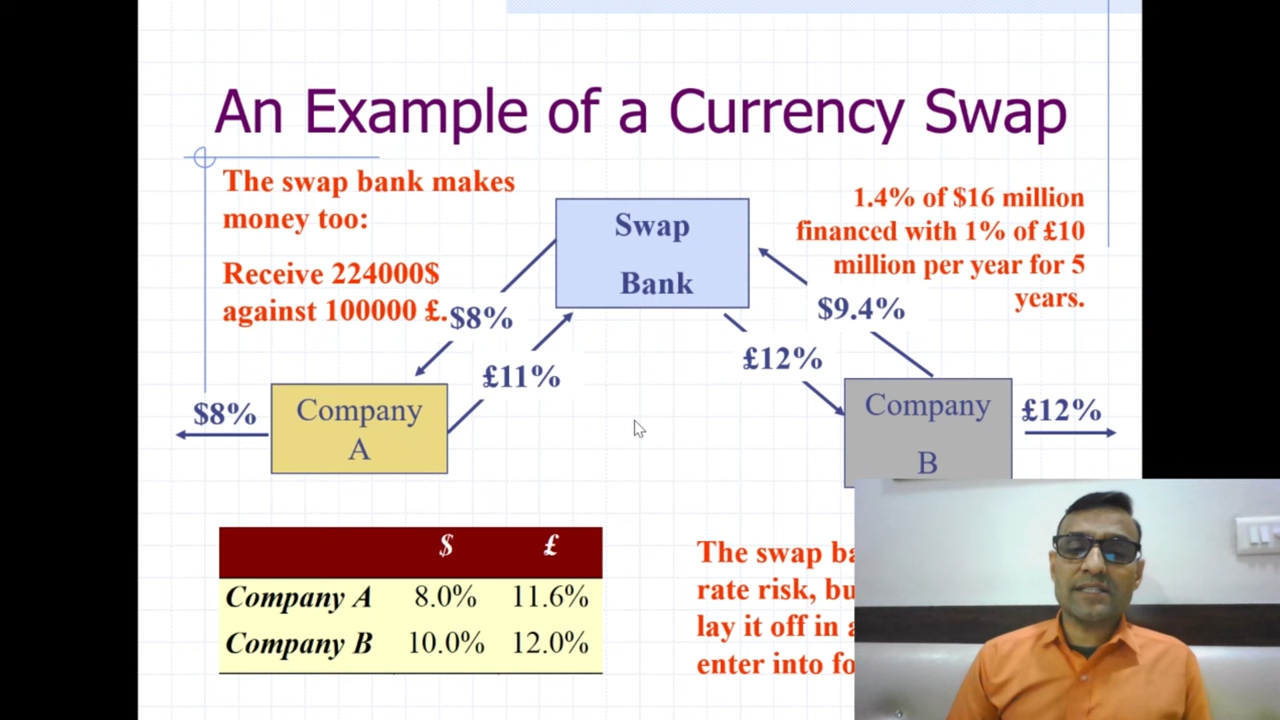 An Example of a Currency Swap
The swap bank makes
money too:
Receive 224000$
against 100000 £.
Swap
Bank
1.4% of $16 million
financed with 1% of £10
million per year for 5
years.
$8%
£11%
£12%
$9.4%
$8%
Company
A
Company
B
£12%
$ £
Company A 8.0% 11.6%
Company B 10.0% 12.0%
The swap
rate risk,
lay it off in
enter into